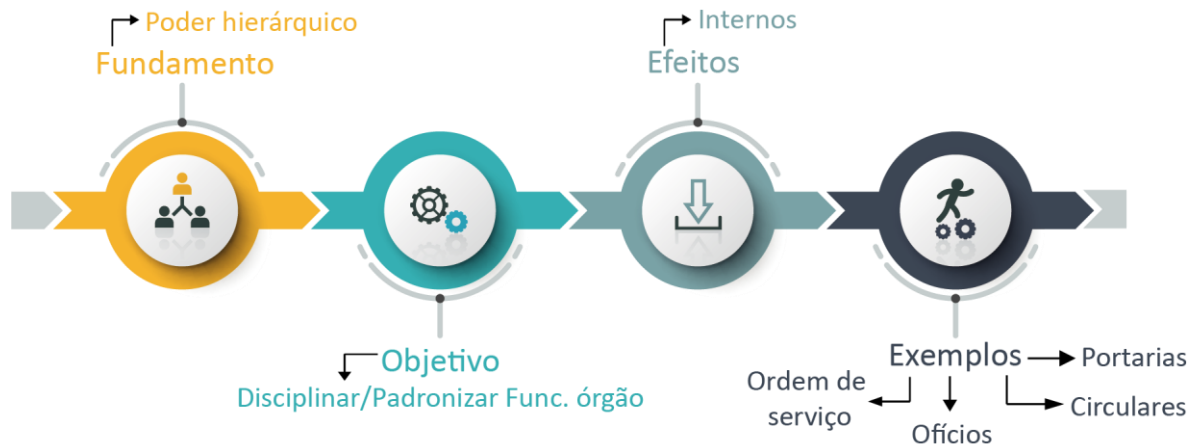 Poder hierárquico
Fundamento
Internos
Efeitos
Objetivo
Disciplinar/Padronizar Func. órgão
Exemplos
Portarias
Ordem de
serviço
Ofícios
Circulares